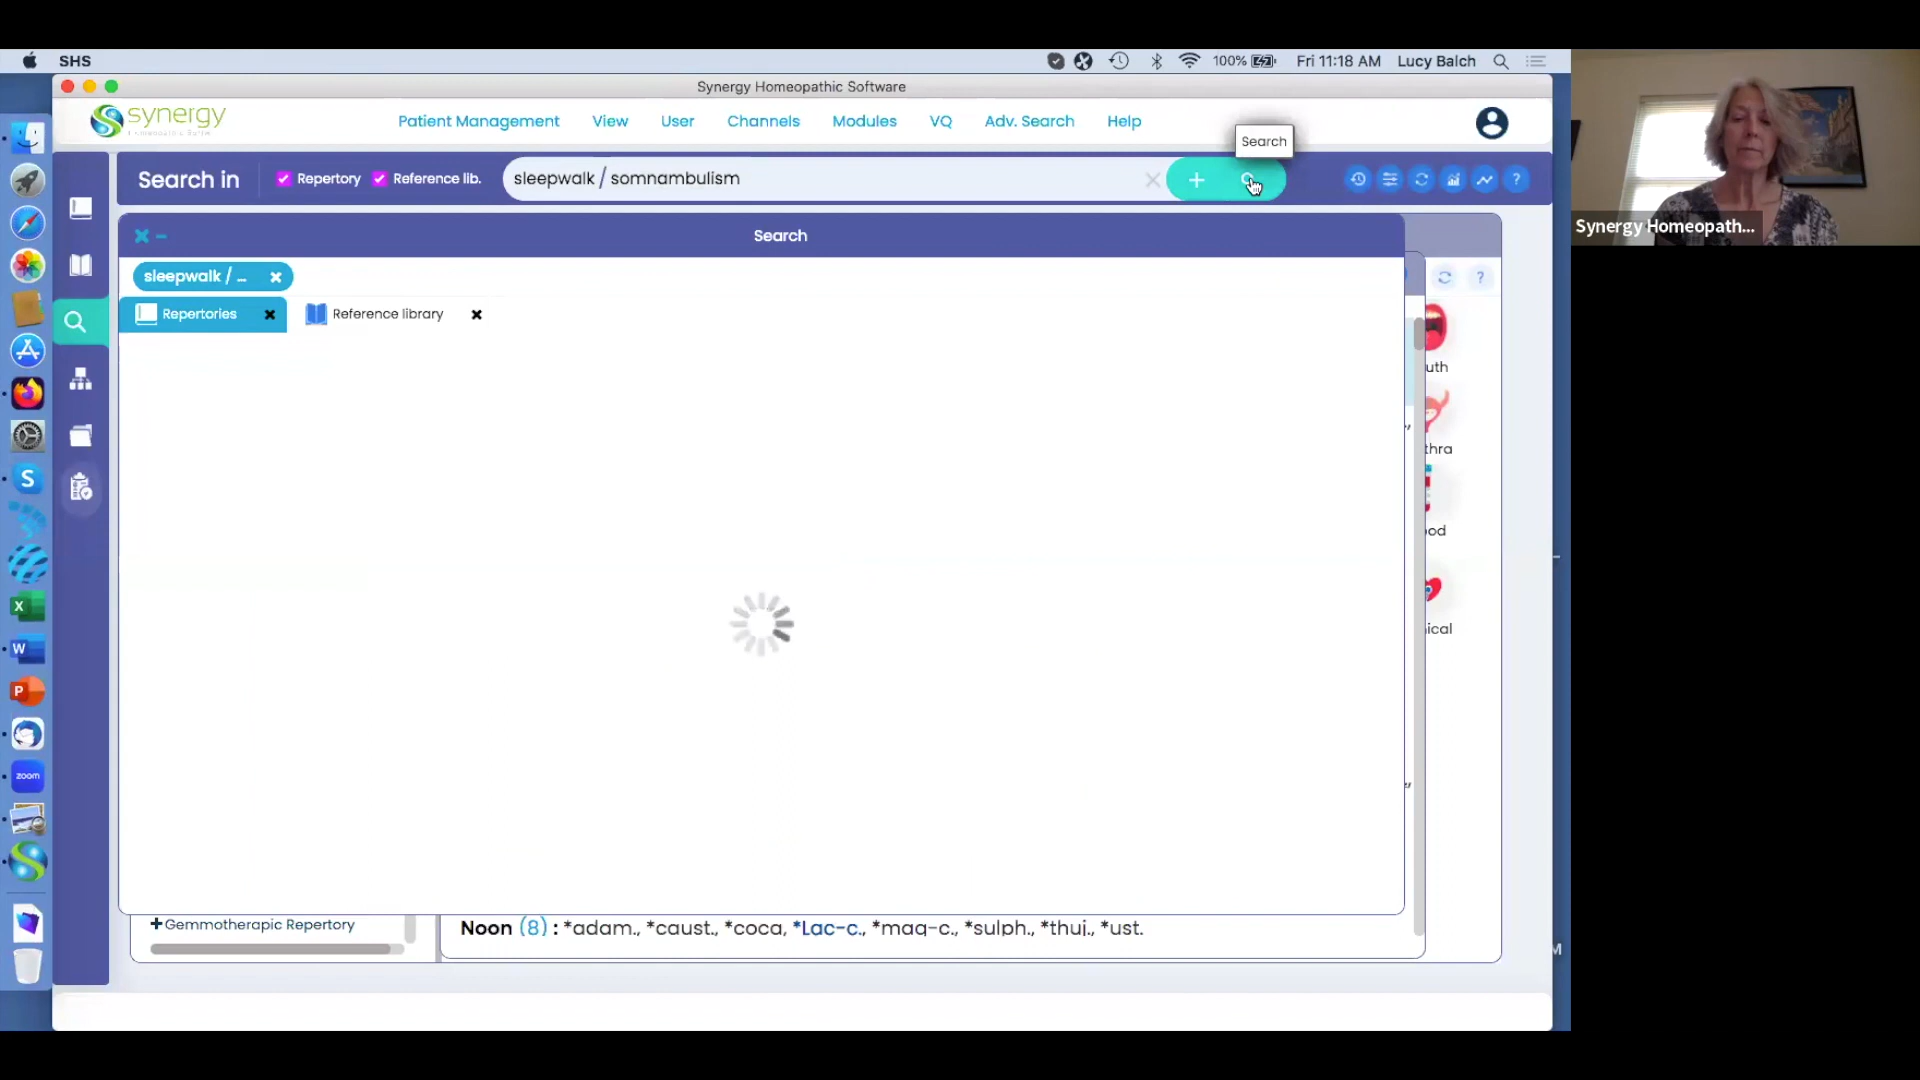 SHS
100%
Fri 11:18 AM
Lucy Balch
Synergy Homeopathic Software
synergy
Patient Management
View
User
Channels
Modules
VQ
Adv. Search
Help
Search
Search in
Repertory
Reference lib.
sleepwalk / somnambulism
Synergy Homeopath...
Search
sleepwalk / ...
Repertories
Reference library
uth
thra
od
ical
Gemmotherapic Repertory
Noon (8) : *adam., *caust., *coca, *Lac-c., *mag-c., *sulph., *thuj., *ust.
zoom